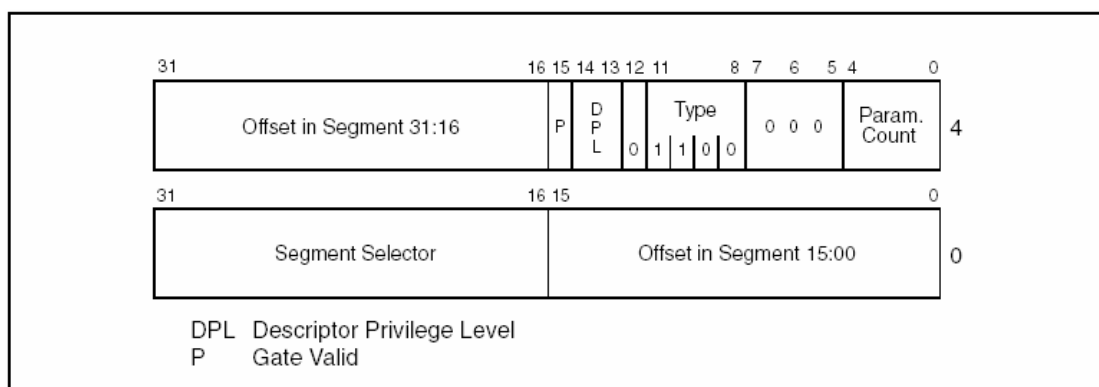 31 16 15 14 13 12 11 8 7 6 5 4 0
Offset in Segment 31:16 P D P L 0 Type 1 1 0 0 0 0 0 Param. Count 4
31 16 15 0
Segment Selector Offset in Segment 15:00 0
DPL Descriptor Privilege Level
P Gate Valid